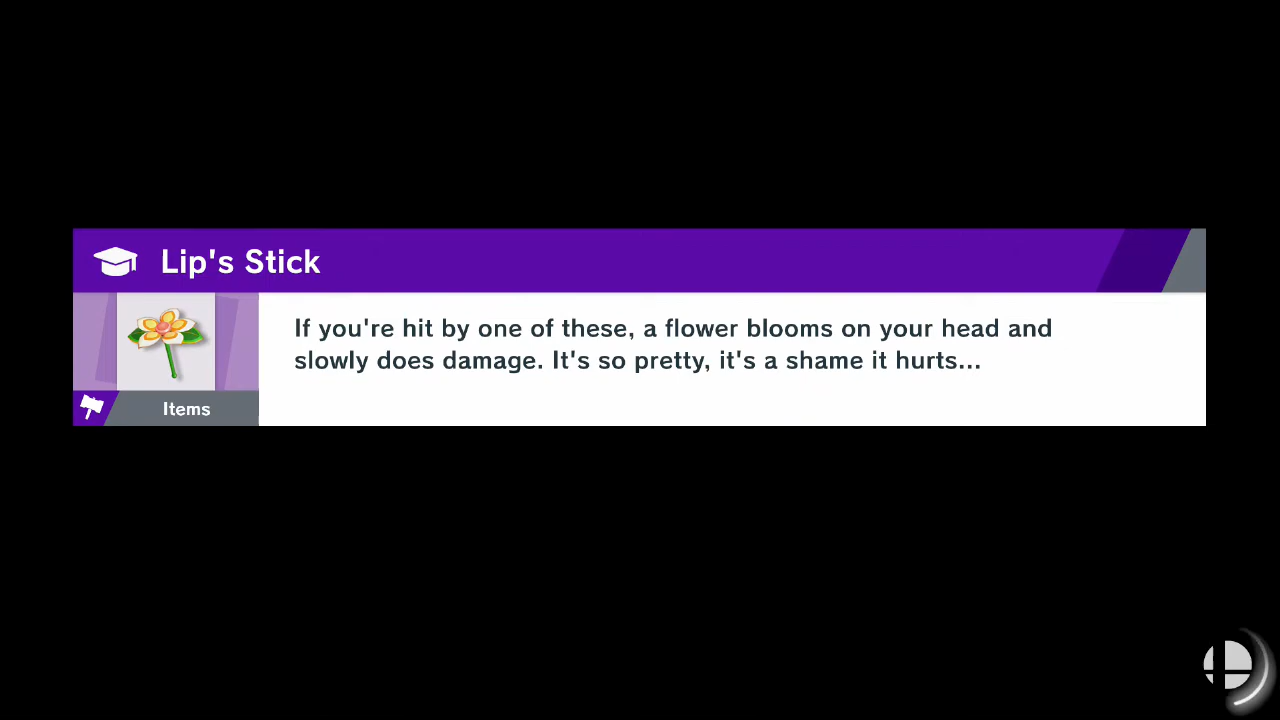 Lip's Stick
If you're hit by one of these, a flower blooms on your head and
slowly does damage. It's so pretty, it's a shame it hurts...
Items